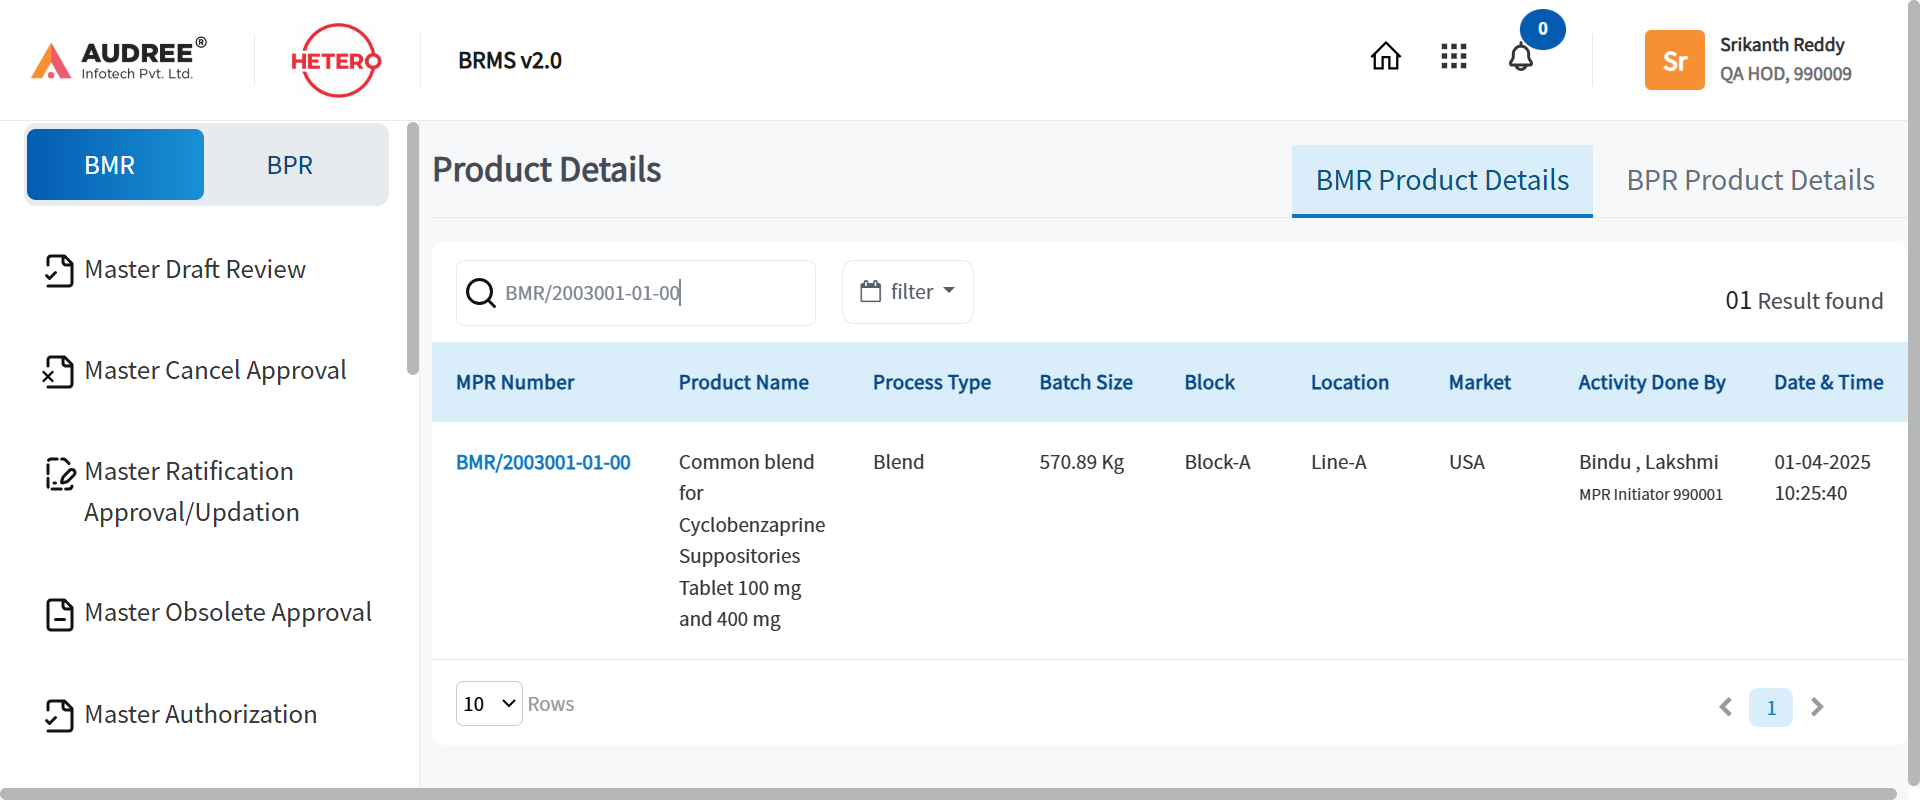 AUDREE®
Infotech Pvt. Ltd.
HETERO
BRMS v2.0
0
Sr
Srikanth Reddy
QA HOD, 990009
BMR
BPR
Master Draft Review
Master Cancel Approval
Master Ratification
Approval/Updation
Master Obsolete Approval
Master Authorization
Product Details
BMR Product Details
BPR Product Details
BMR/2003001-01-00
filter
01 Result found
MPR Number
Product Name
Process Type
Batch Size
Block
Location
Market
Activity Done By
Date & Time
BMR/2003001-01-00
Common blend
for
Cyclobenzaprine
Suppositories
Tablet 100 mg
and 400 mg
Blend
570.89 Kg
Block-A
Line-A
USA
Bindu , Lakshmi
MPR Initiator 990001
01-04-2025
10:25:40
10
Rows
1